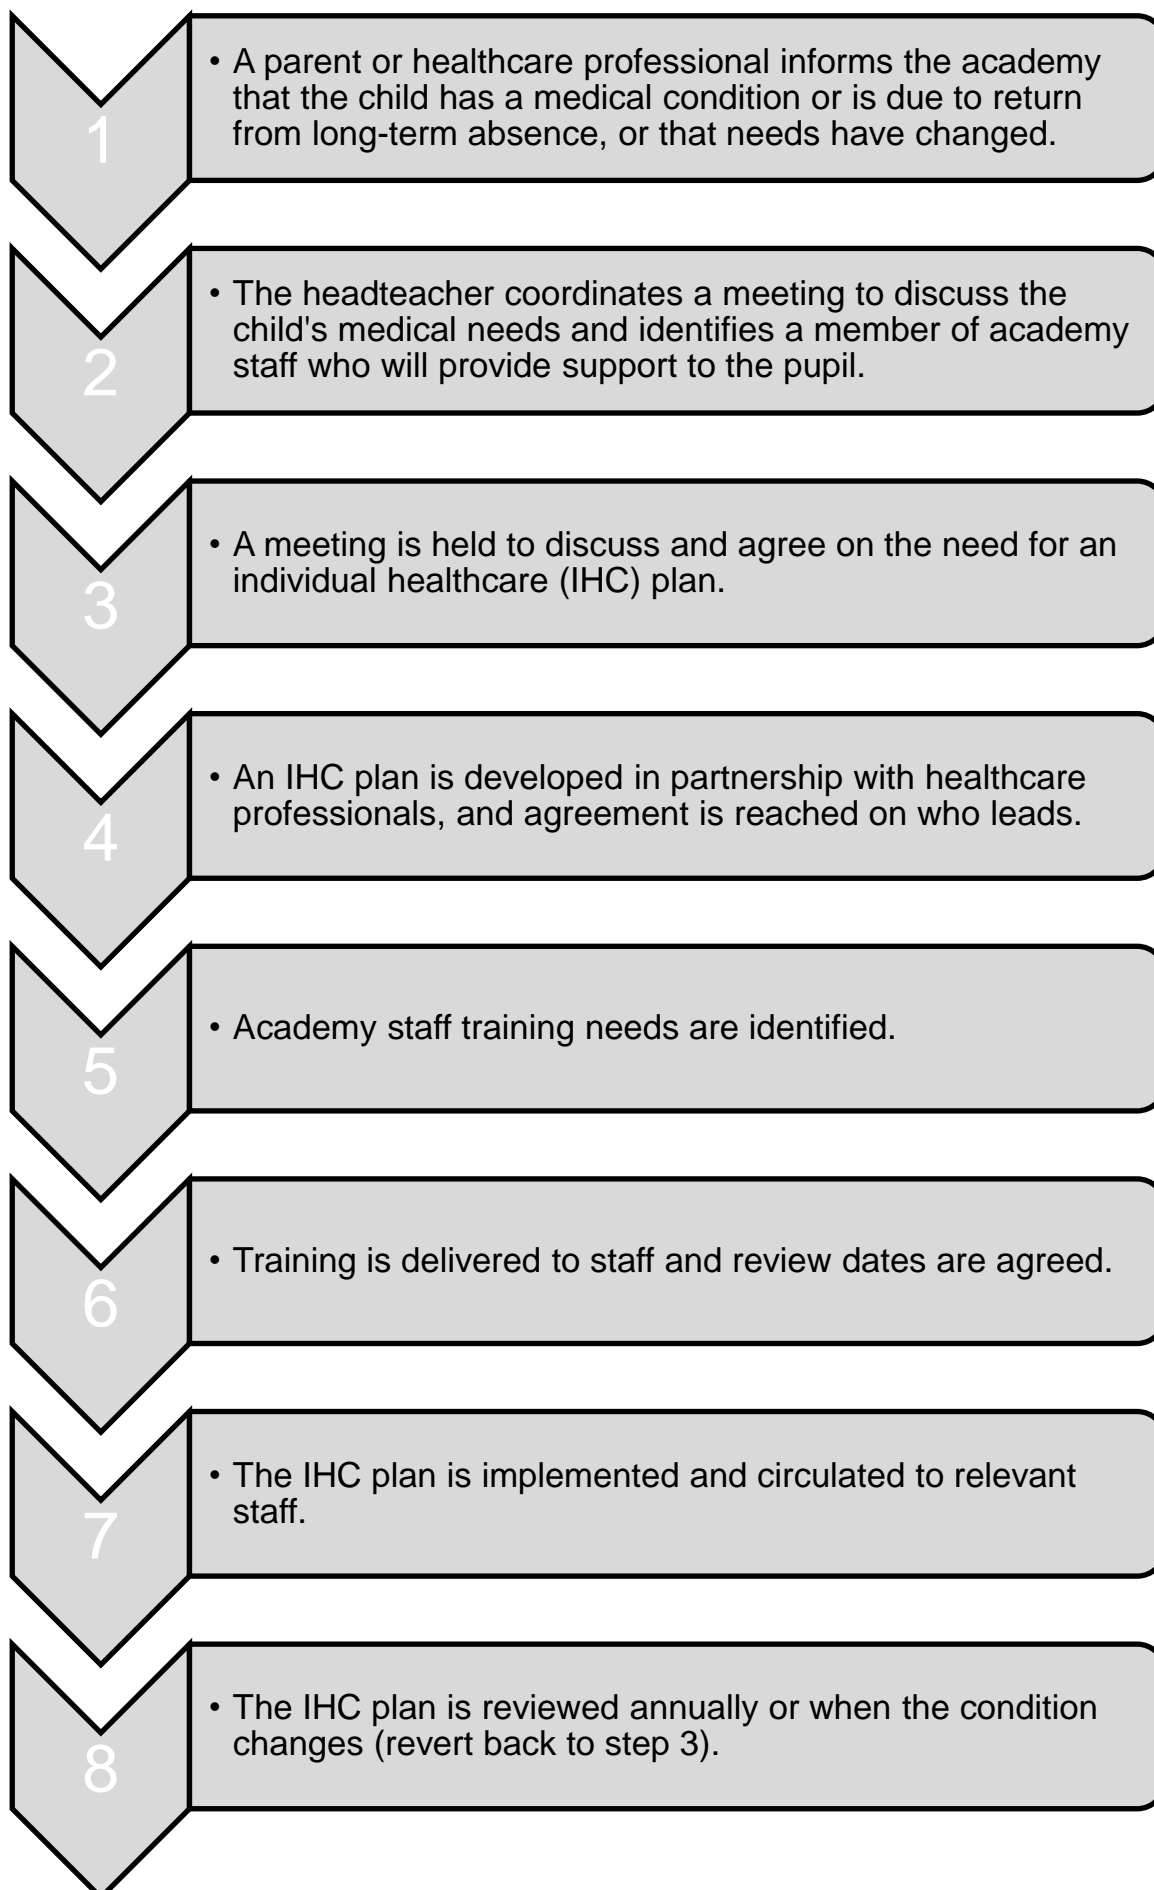 1
• A parent or healthcare professional informs the academy
that the child has a medical condition or is due to return
from long-term absence, or that needs have changed.
2
• The headteacher coordinates a meeting to discuss the
child's medical needs and identifies a member of academy
staff who will provide support to the pupil.
3
• A meeting is held to discuss and agree on the need for an
individual healthcare (IHC) plan.
4
• An IHC plan is developed in partnership with healthcare
professionals, and agreement is reached on who leads.
5
• Academy staff training needs are identified.
6
• Training is delivered to staff and review dates are agreed.
7
• The IHC plan is implemented and circulated to relevant
staff.
8
• The IHC plan is reviewed annually or when the condition
changes (revert back to step 3).